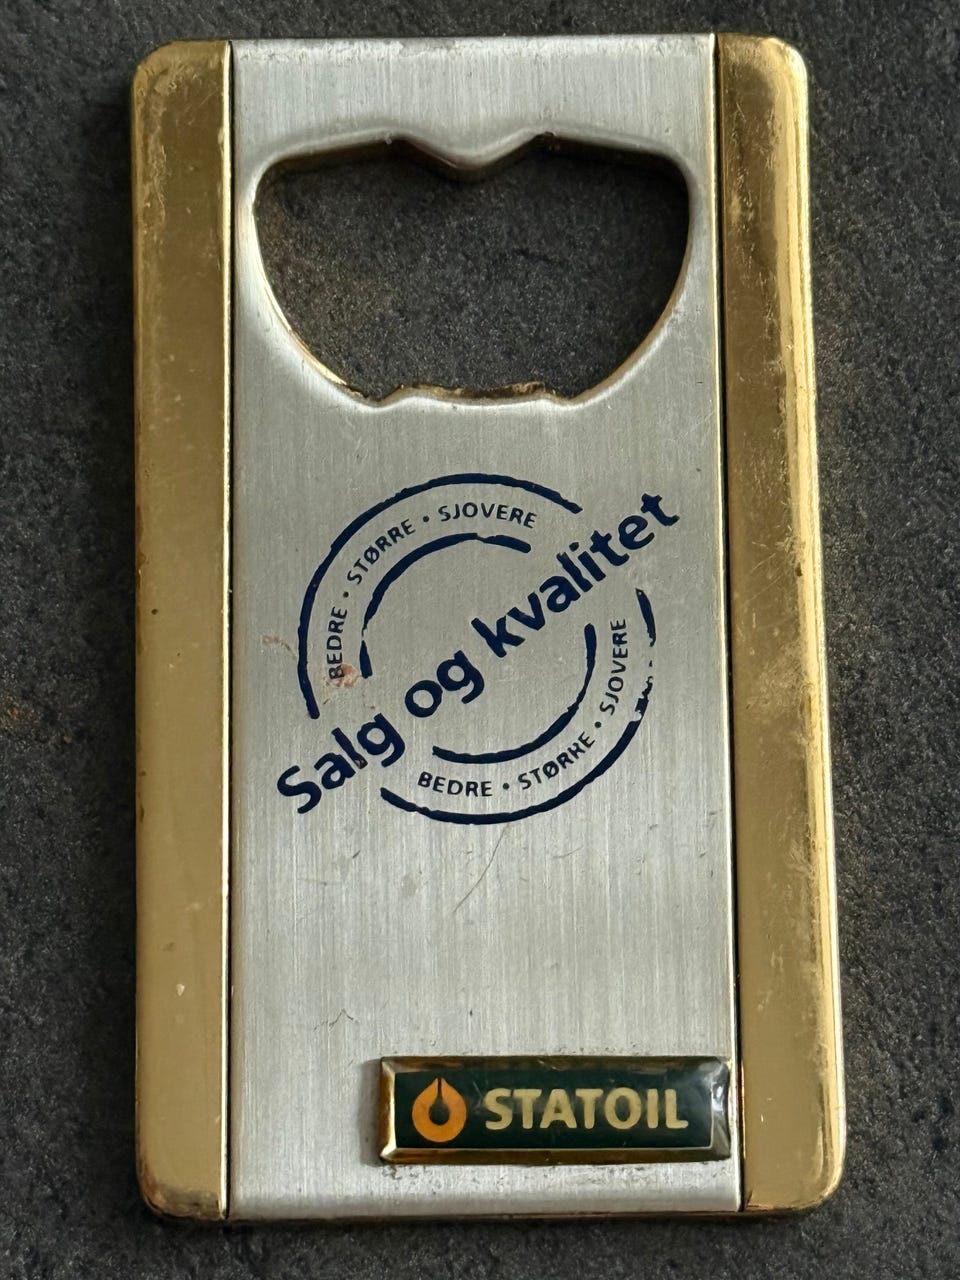 BEDRE • STØRRE • SJOVERE
Salg og kvalitet
BEDRE • STØRRE • SJOVERE
STATOIL